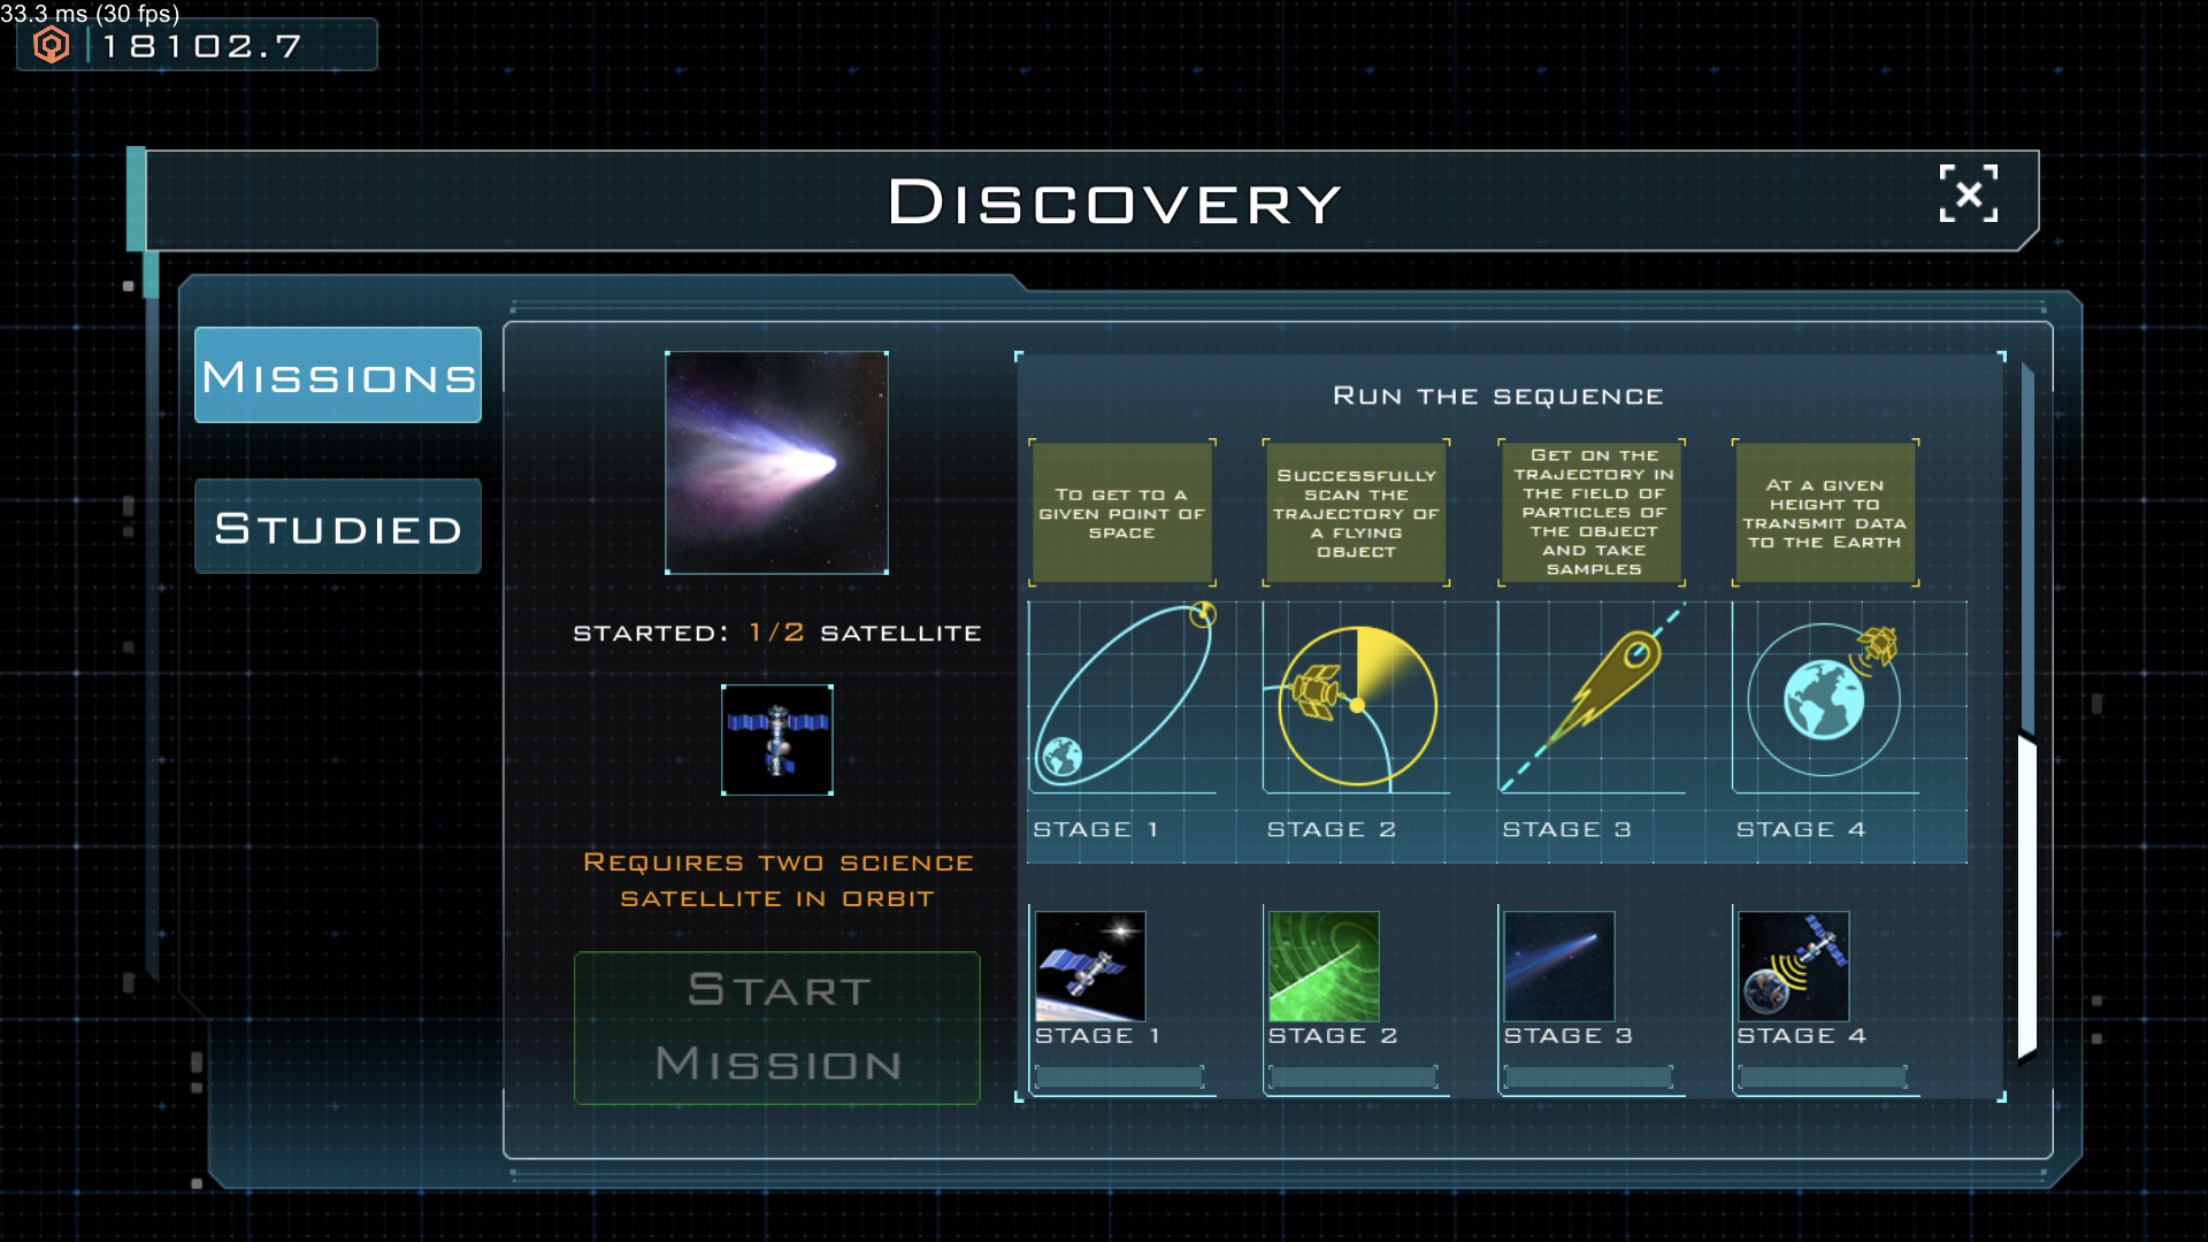 33.3 ms (30 fps)
18102.7
DISCOVERY
MISSIONS
STUDIED
STARTED: 1/2 SATELLITE
REQUIRES TWO SCIENCE
SATELLITE IN ORBIT
START
MISSION
RUN THE SEQUENCE
TO GET TO A
GIVEN POINT OF
SPACE
SUCCESSFULLY
SCAN THE
TRAJECTORY OF
A FLYING
OBJECT
GET ON THE
TRAJECTORY IN
THE FIELD OF
PARTICLES OF
THE OBJECT
AND TAKE
SAMPLES
AT A GIVEN
HEIGHT TO
TRANSMIT DATA
TO THE EARTH
STAGE 1
STAGE 2
STAGE 3
STAGE 4
STAGE 1
STAGE 2
STAGE 3
STAGE 4